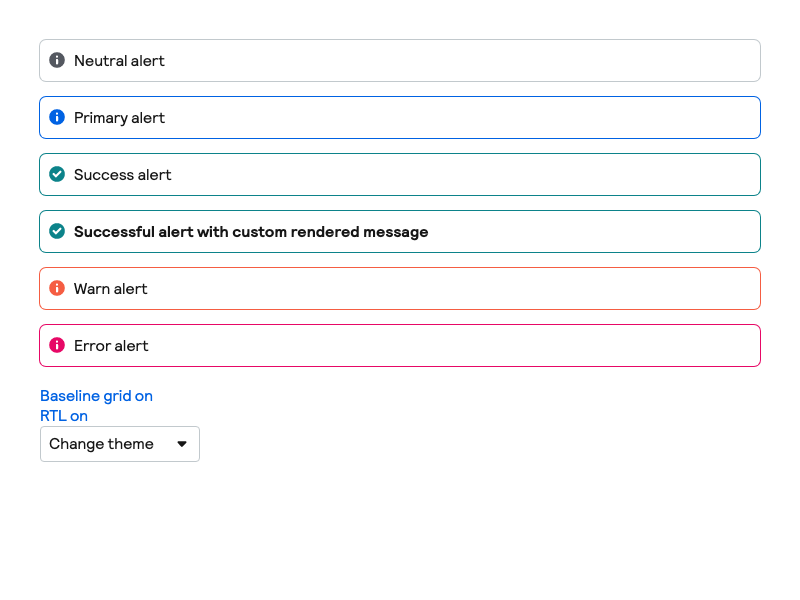 Neutral alert
Primary alert
Success alert
Successful alert with custom rendered message
Warn alert
Error alert
Baseline grid on
RTL on
Change theme